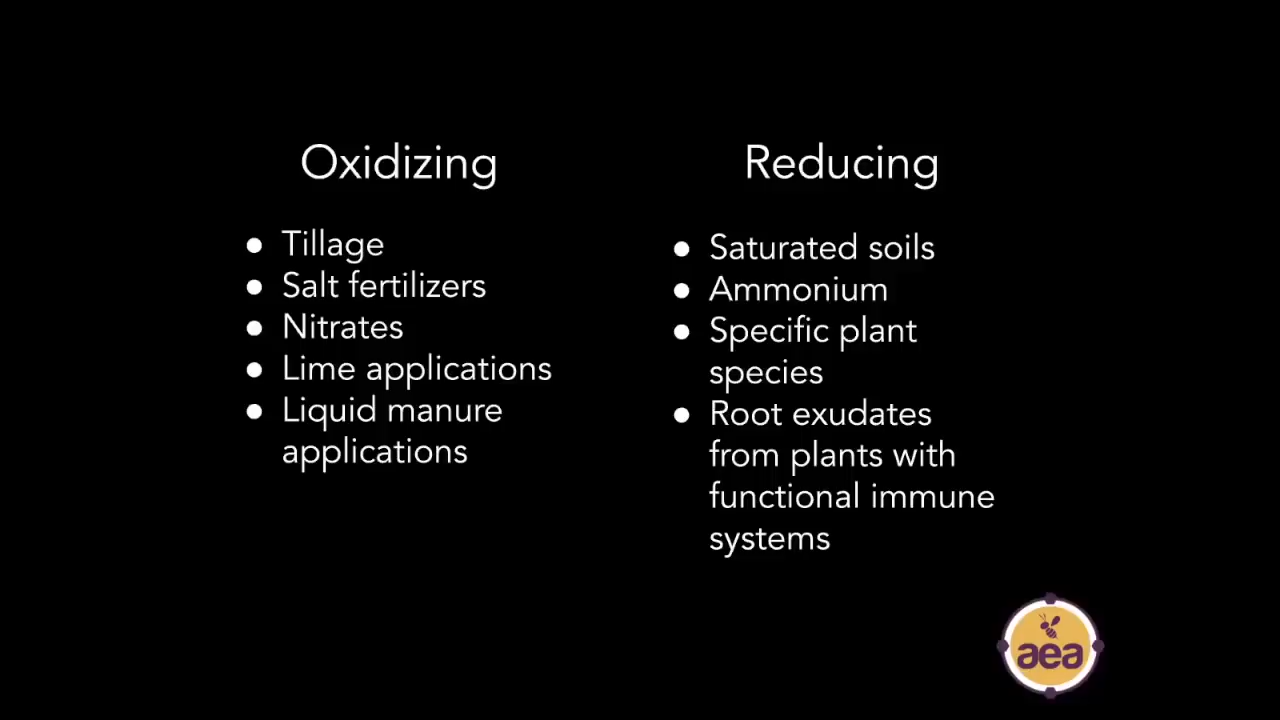 Oxidizing
● Tillage
● Salt fertilizers
● Nitrates
● Lime applications
● Liquid manure
applications
Reducing
● Saturated soils
● Ammonium
● Specific plant
species
● Root exudates
from plants with
functional immune
systems
aea